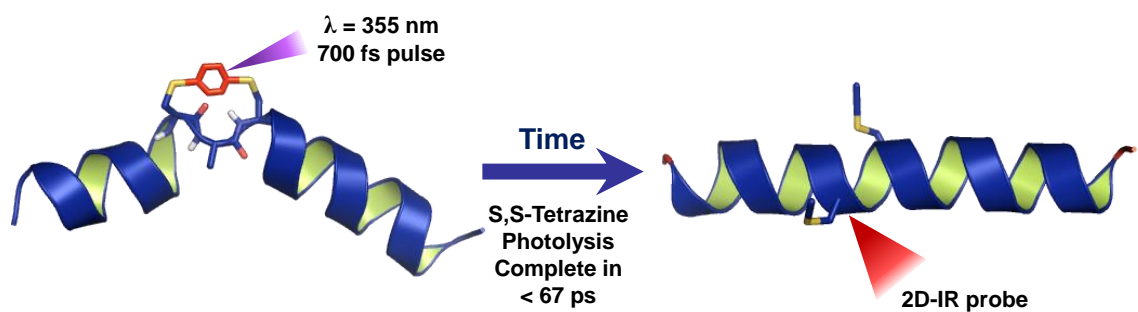 λ = 355 nm
700 fs pulse
Time
S,S-Tetrazine
Photolysis
Complete in
< 67 ps
2D-IR probe